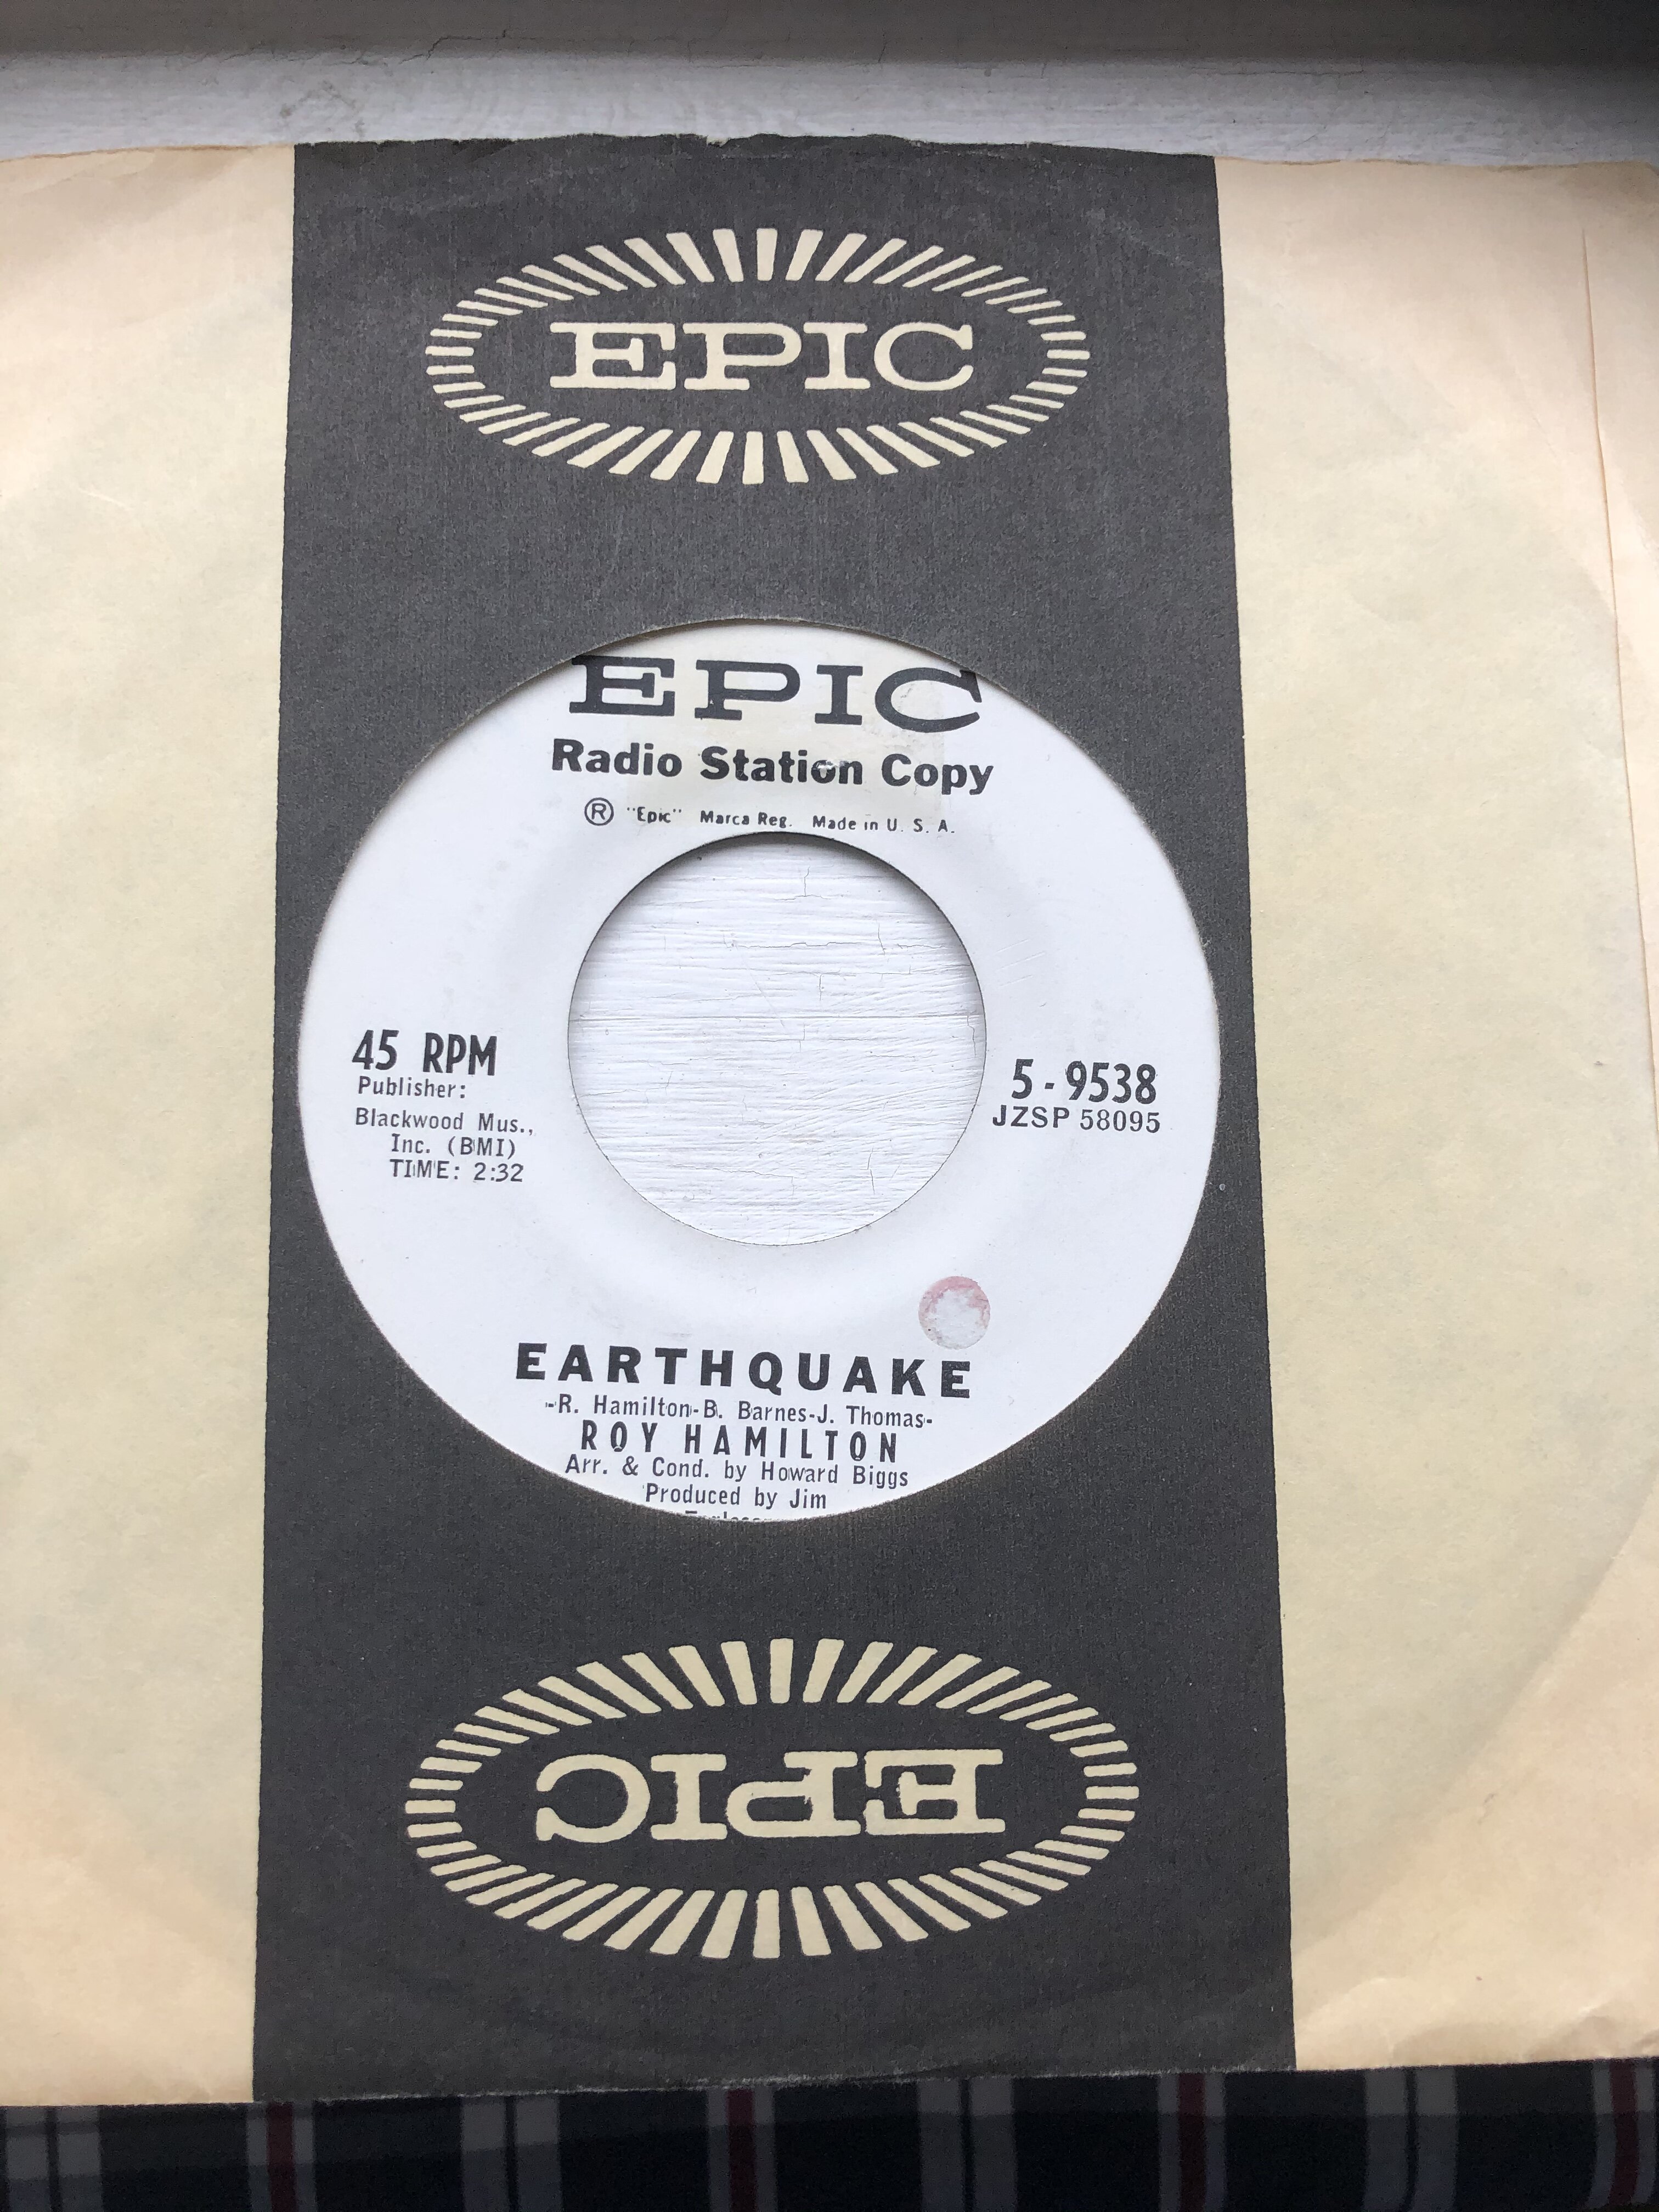 EPIC
EPIC
Radio Station Copy
® "Epic" Marca Reg. Made in U. S. A.
45 RPM
Publisher:
Blackwood Mus.,
Inc. (BMI)
TIME: 2:32
5-9538
JZSP 58095
EARTHQUAKE
-R. Hamilton-B. Barnes-J. Thomas-
ROY HAMILTON
Arr. & Cond. by Howard Biggs
Produced by Jim
EPIC